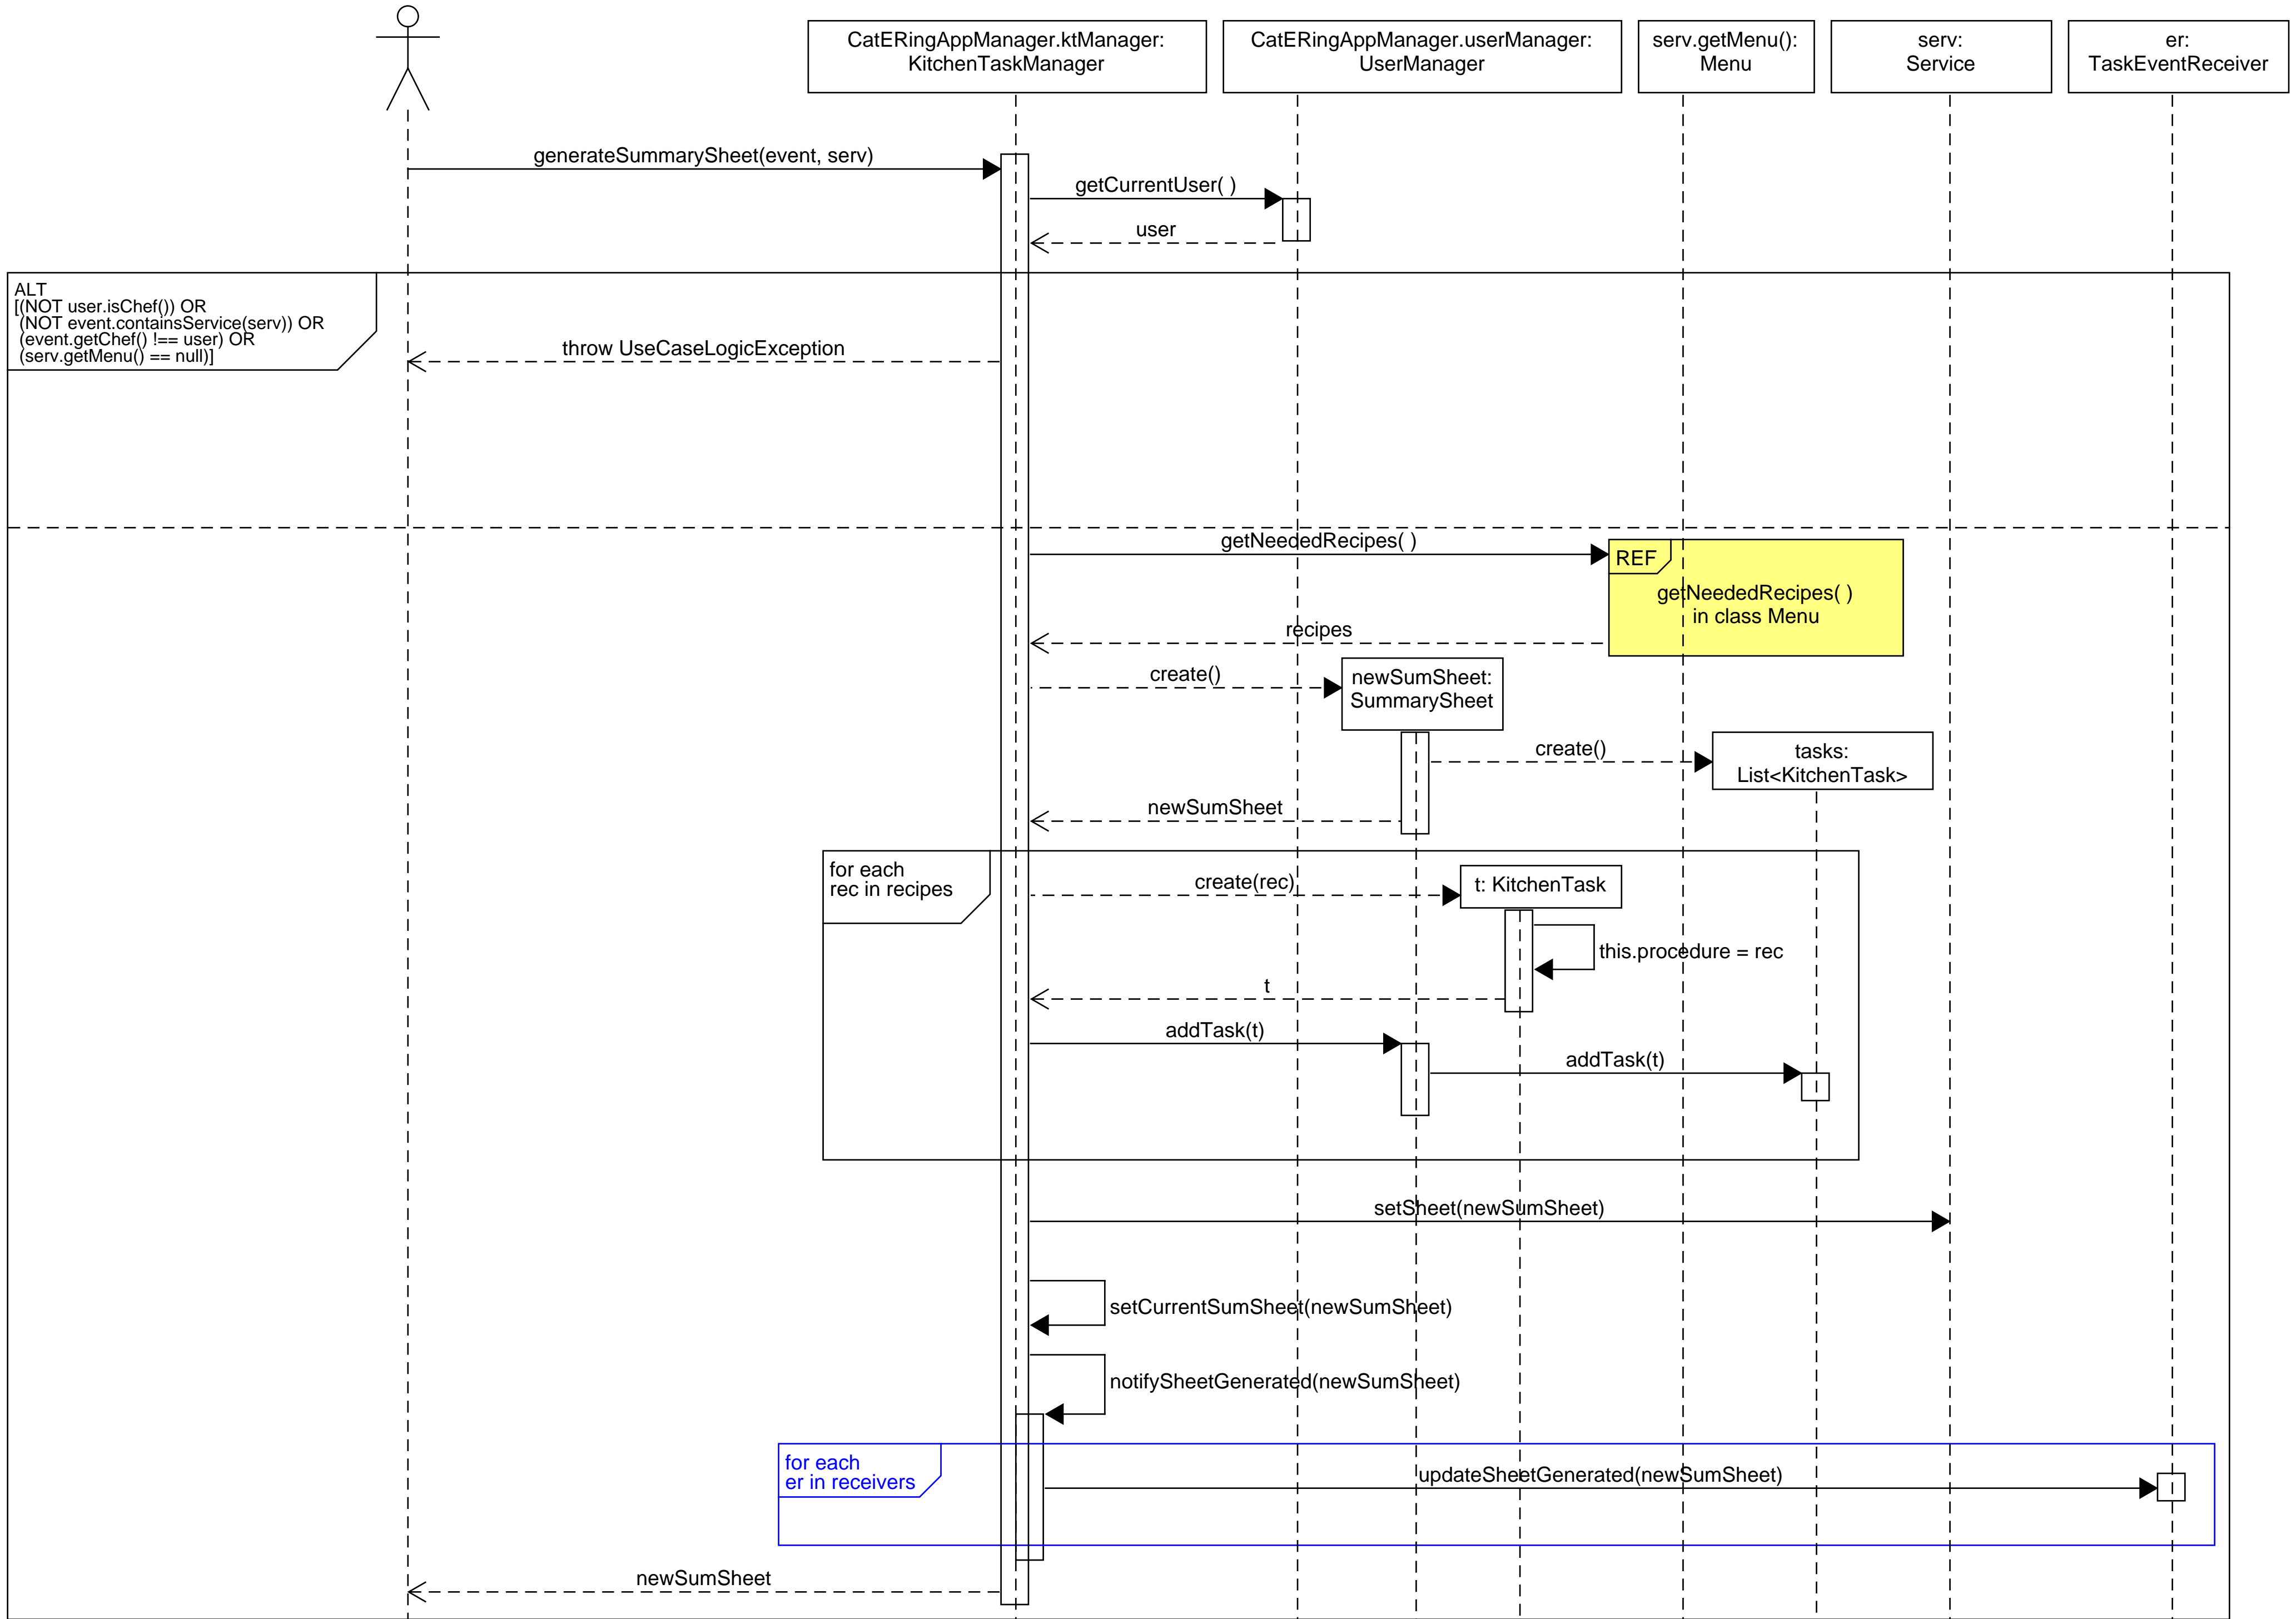 CatERingAppManager.ktManager:
KitchenTaskManager
CatERingAppManager.userManager:
UserManager
serv.getMenu():
Menu
serv:
Service
er:
TaskEventReceiver
generateSummarySheet(event, serv)
getCurrentUser( )
user
ALT
[(NOT user.isChef()) OR
(NOT event.containsService(serv)) OR
(event.getChef() !== user) OR
(serv.getMenu() == null)]
throw UseCaseLogicException
getNeededRecipes( )
REF
getNeededRecipes( )
in class Menu
recipes
create()
newSumSheet:
SummarySheet
create()
tasks:
List<KitchenTask>
newSumSheet
for each
rec in recipes
create(rec)
t: KitchenTask
this.procedure = rec
t
addTask(t)
addTask(t)
setSheet(newSumSheet)
setCurrentSumSheet(newSumSheet)
notifySheetGenerated(newSumSheet)
for each
er in receivers
updateSheetGenerated(newSumSheet)
newSumSheet